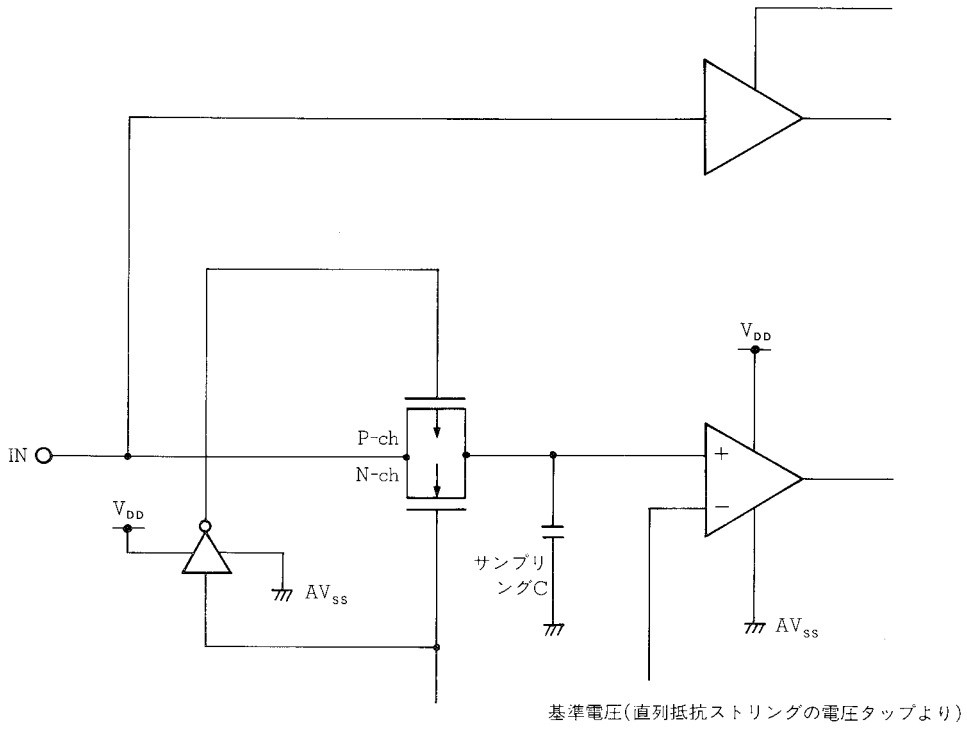 V_DD
P-ch
IN
+
N-ch
−
V_DD
サンプリ
ングC
AV_SS
AV_SS
基準電圧(直列抵抗ストリングの電圧タップより)